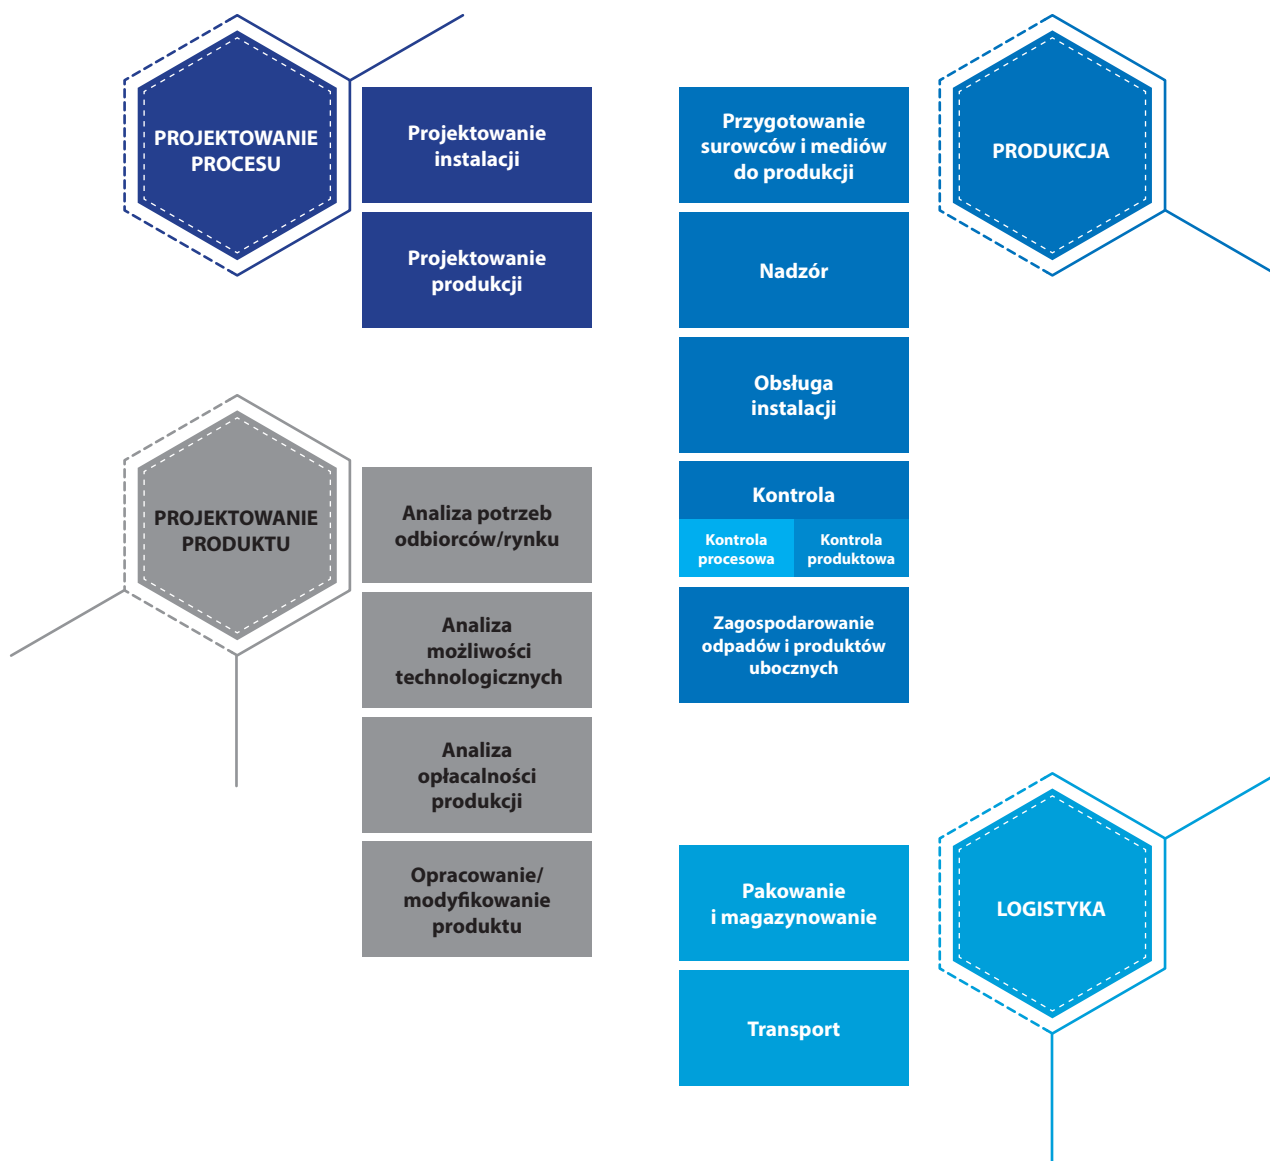 PROJEKTOWANIE
PROCESU
Projektowanie
instalacji
Projektowanie
produkcji
PROJEKTOWANIE
PRODUKTU
Analiza potrzeb
odbiorców/rynku
Analiza
możliwości
technologicznych
Analiza
opłacalności
produkcji
Opracowanie/
modyfikowanie
produktu
PRODUKCJA
Przygotowanie
surowców i mediów
do produkcji
Nadzór
Obsługa
instalacji
Kontrola
Kontrola
procesowa
Kontrola
produktowa
Zagospodarowanie
odpadów i produktów
ubocznych
LOGISTYKA
Pakowanie
i magazynowanie
Transport